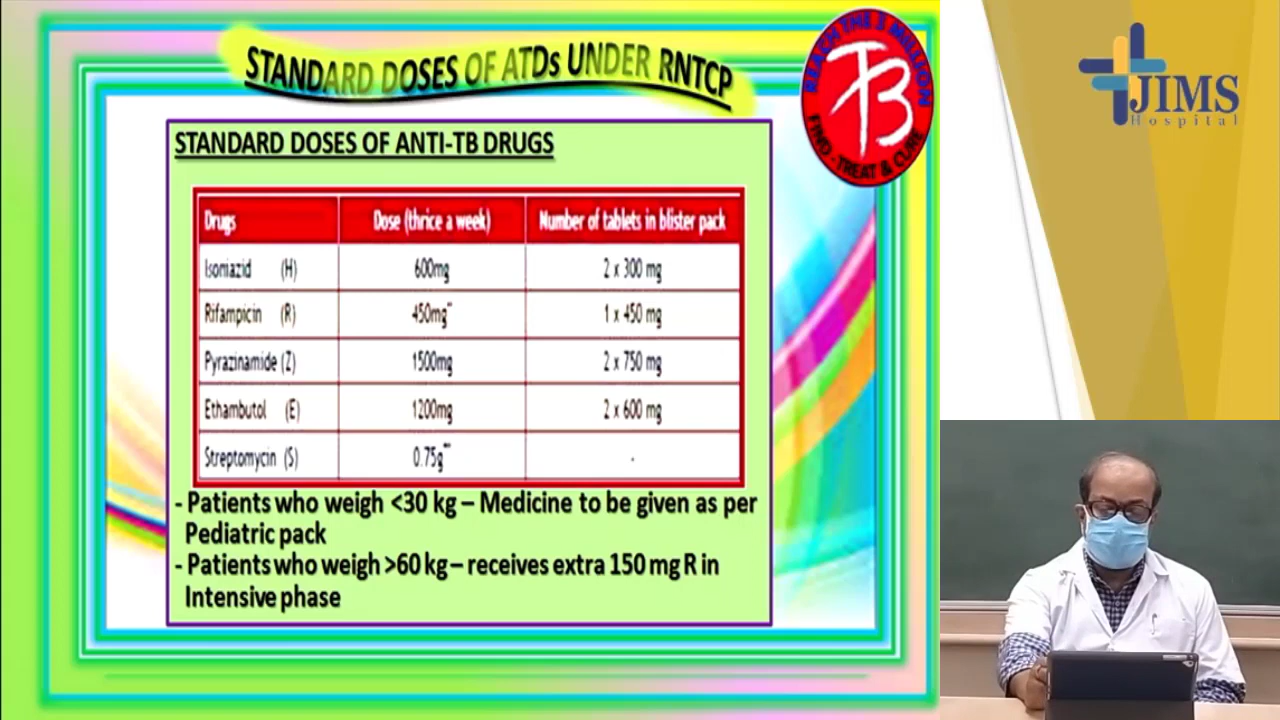 STANDARD DOSES OF ATDs UNDER RNTCP
REACH THE 3 MILLION
TB
FIND - TREAT & CURE
JIMS
Hospital
STANDARD DOSES OF ANTI-TB DRUGS
Drugs Dose (thrice a week) Number of tablets in blister pack
Isoniazid (H) 600mg 2 x 300 mg
Rifampicin (R) 450mg** 1 x 450 mg
Pyrazinamide (Z) 1500mg 2 x 750 mg
Ethambutol (E) 1200mg 2 x 600 mg
Streptomycin (S) 0.75g** -
- Patients who weigh <30 kg – Medicine to be given as per
Pediatric pack
- Patients who weigh >60 kg – receives extra 150 mg R in
Intensive phase